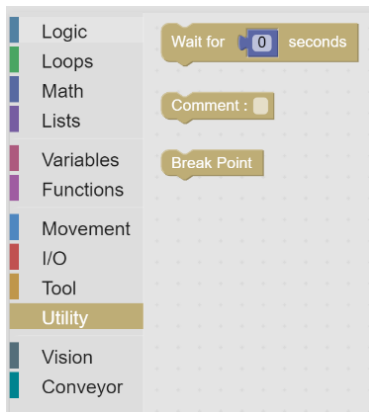 Logic
Loops
Math
Lists
Variables
Functions
Movement
I/O
Tool
Utility
Vision
Conveyor
Wait for 0 seconds
Comment :
Break Point